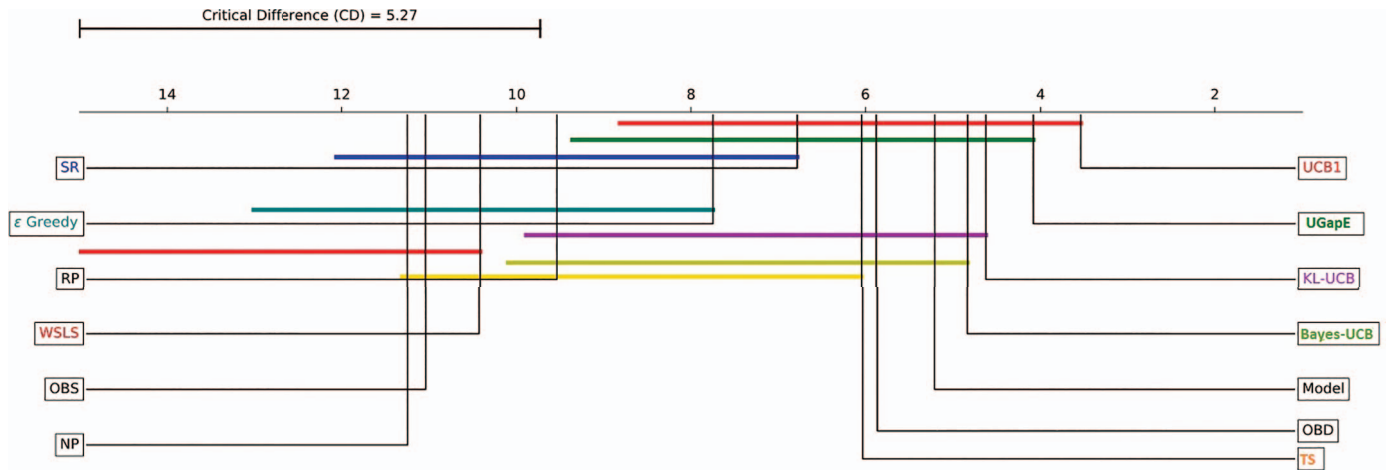 Critical Difference (CD) = 5.27
14 12 10 8 6 4 2
SR UCB1
ε Greedy UGapE
RP KL-UCB
WSLS Bayes-UCB
OBS Model
OBD
NP
TS